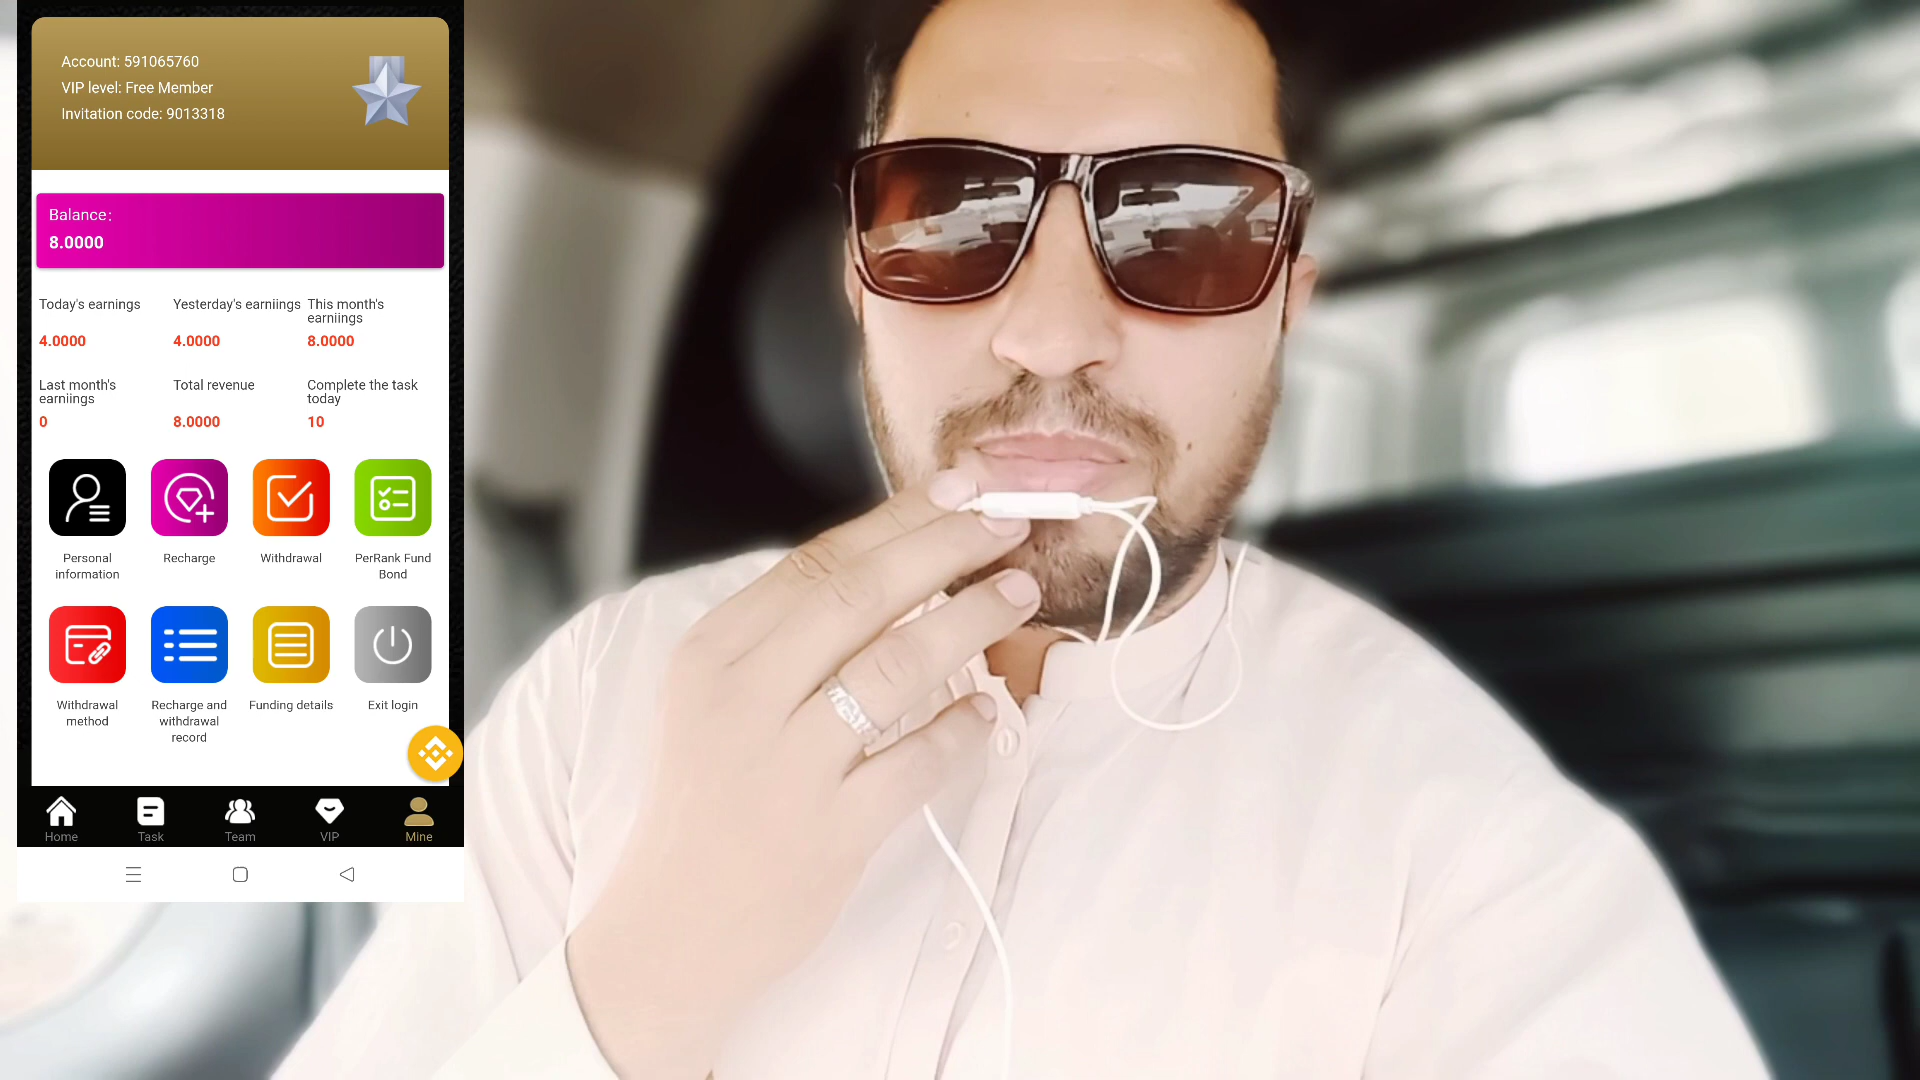 Account: 591065760
VIP level: Free Member
Invitation code: 9013318
Balance:
8.0000
Today's earnings
4.0000
Yesterday's earniings
4.0000
This month's
earniings
8.0000
Last month's
earniings
0
Total revenue
8.0000
Complete the task
today
10
Personal
information
Recharge
Withdrawal
PerRank Fund
Bond
Withdrawal
method
Recharge and
withdrawal
record
Funding details
Exit login
Home
Task
Team
VIP
Mine